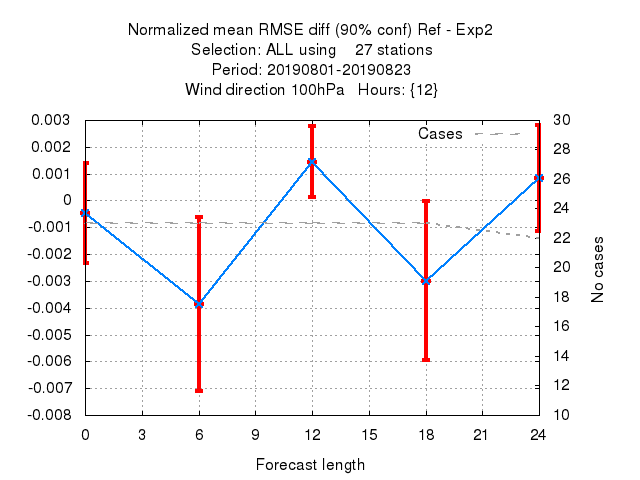 Normalized mean RMSE diff (90% conf) Ref - Exp2
Selection: ALL using 27 stations
Period: 20190801-20190823
Wind direction 100hPa Hours: {12}
Cases
0.003
0.002
0.001
0
-0.001
-0.002
-0.003
-0.004
-0.005
-0.006
-0.007
-0.008
30
28
26
24
22
20
18
16
14
12
10
No cases
0 3 6 9 12 15 18 21 24
Forecast length